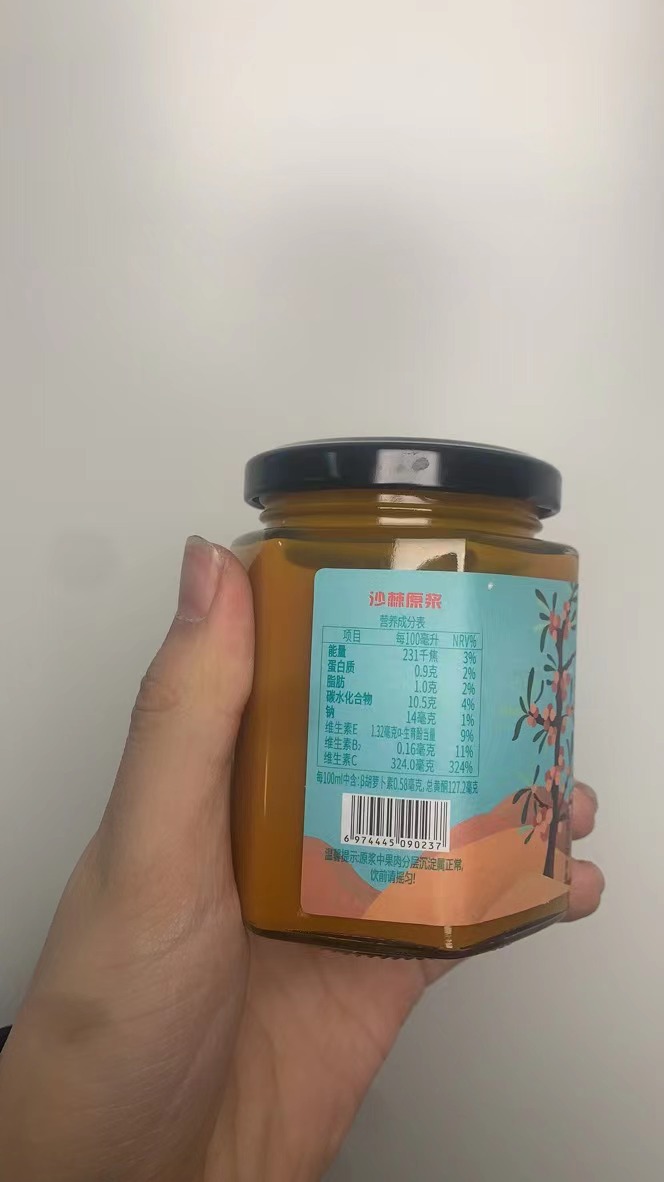 沙棘原浆
营养成分表
项目 每100毫升 NRV%
能量 231千焦 3%
蛋白质 0.9克 2%
脂肪 1.0克 2%
碳水化合物 10.5克 4%
钠 14毫克 1%
维生素E 1.32毫克α-生育酚当量 9%
维生素B₂ 0.16毫克 11%
维生素C 324.0毫克 324%
每100ml中含:β胡萝卜素0.58毫克, 总黄酮127.2毫克
6 974445 090237
温馨提示:原浆中果肉分层沉淀属正常,
饮前请摇匀!